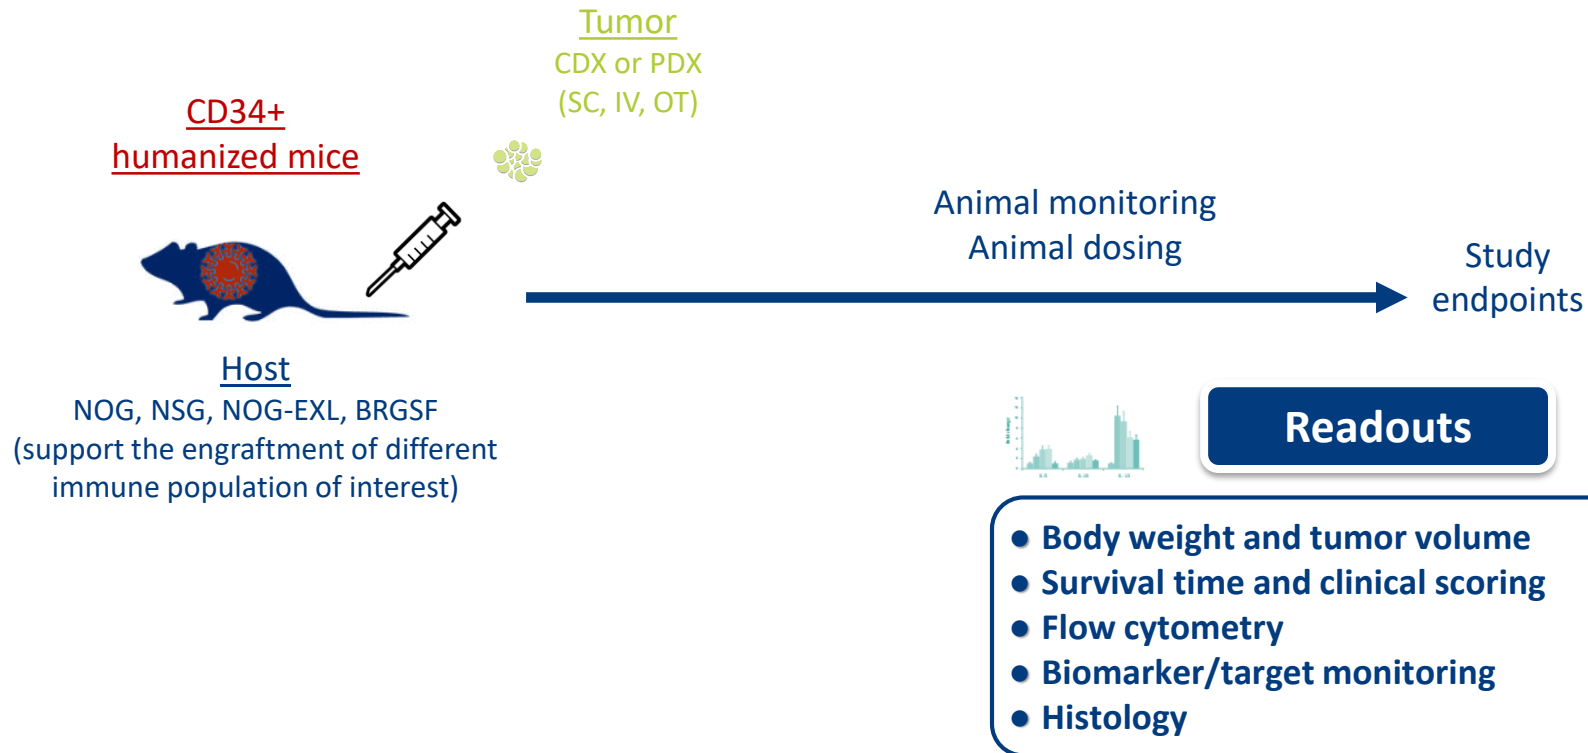 Tumor
CDX or PDX
(SC, IV, OT)
CD34+
humanized mice
Animal monitoring
Animal dosing
Study
endpoints
Host
NOG, NSG, NOG-EXL, BRGSF
(support the engraftment of different
immune population of interest)
Readouts
● Body weight and tumor volume
● Survival time and clinical scoring
● Flow cytometry
● Biomarker/target monitoring
● Histology